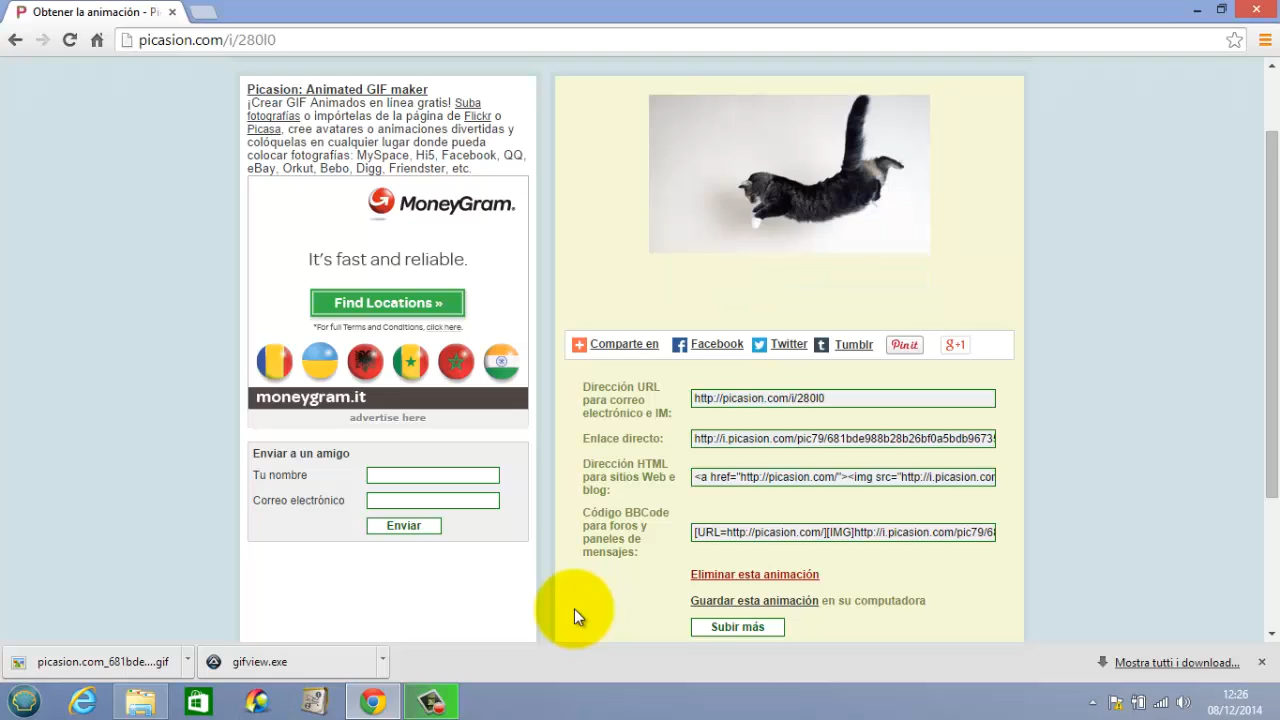 Obtener la animación - Pi
picasion.com/i/280l0
Picasion: Animated GIF maker
¡Crear GIF Animados en línea gratis! Suba
fotografías o impórtelas de la página de Flickr o
Picasa, cree avatares o animaciones divertidas y
colóquelas en cualquier lugar donde pueda
colocar fotografías: MySpace, Hi5, Facebook, QQ,
eBay, Orkut, Bebo, Digg, Friendster, etc.
MoneyGram.
It's fast and reliable.
Find Locations »
*For full Terms and Conditions, click here.
moneygram.it
advertise here
Enviar a un amigo
Tu nombre
Correo electrónico
Enviar
Comparte en Facebook Twitter Tumblr Pin it g+1
Dirección URL
para correo
electrónico e IM:
http://picasion.com/i/280l0
Enlace directo:
http://i.picasion.com/pic79/681bde988b28b26bf0a5bdb9673
Dirección HTML
para sitios Web e
blog:
<a href="http://picasion.com/"><img src="http://i.picasion.cor
Código BBCode
para foros y
paneles de
mensajes:
[URL=http://picasion.com/][IMG]http://i.picasion.com/pic79/6
Eliminar esta animación
Guardar esta animación en su computadora
Subir más
picasion.com_681bde....gif
gifview.exe
Mostra tutti i download...
12:26
08/12/2014